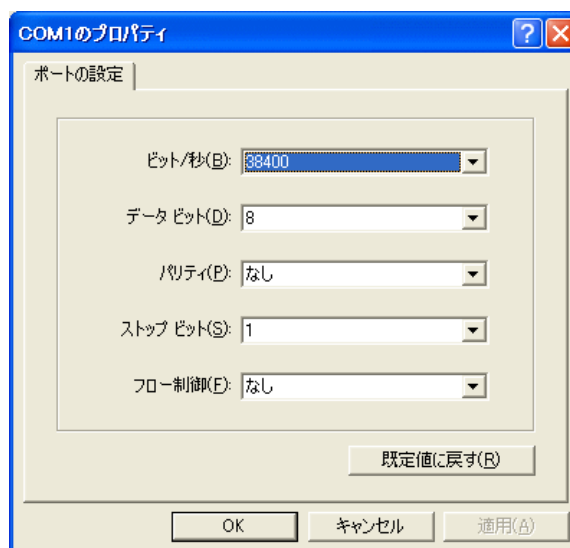 COM1のプロパティ
ポートの設定
ビット/秒(B): 38400
データ ビット(D): 8
パリティ(P): なし
ストップ ビット(S): 1
フロー制御(F): なし
既定値に戻す(R)
OK キャンセル 適用(A)